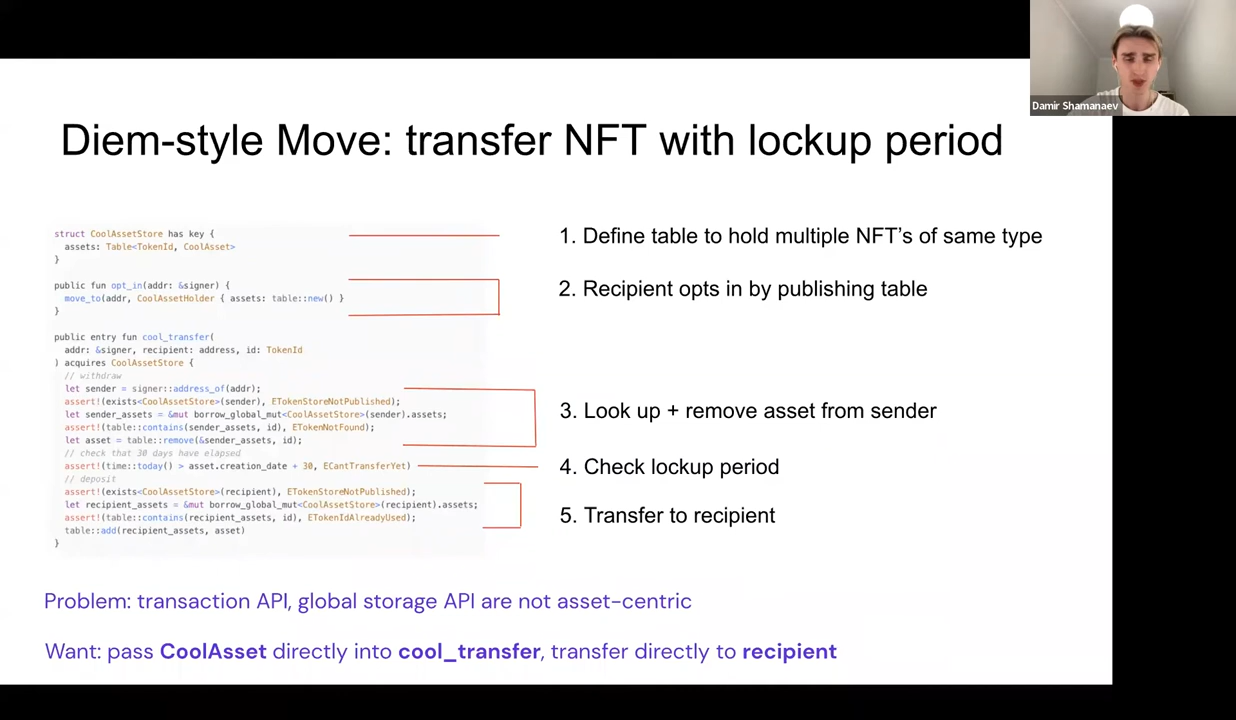 Damir Shamanaev
Diem-style Move: transfer NFT with lockup period
struct CoolAssetStore has key {
assets: Table<TokenId, CoolAsset>
}
public fun opt_in(addr: &signer) {
move_to(addr, CoolAssetHolder { assets: table::new() }
}
public entry fun cool_transfer(
addr: &signer, recipient: address, id: TokenId
) acquires CoolAssetStore {
// withdraw
let sender = signer::address_of(addr);
assert!(exists<CoolAssetStore>(sender), ETokenStoreNotPublished);
let sender_assets = &mut borrow_global_mut<CoolAssetStore>(sender).assets;
assert!(table::contains(sender_assets, id), ETokenNotFound);
let asset = table::remove(&sender_assets, id);
// check that 30 days have elapsed
assert!(time::today() > asset.creation_date + 30, ECantTransferYet)
// deposit
assert!(exists<CoolAssetStore>(recipient), ETokenStoreNotPublished);
let recipient_assets = &mut borrow_global_mut<CoolAssetStore>(recipient).assets;
assert!(table::contains(recipient_assets, id), ETokenIdAlreadyUsed);
table::add(recipient_assets, asset)
}
1. Define table to hold multiple NFT’s of same type
2. Recipient opts in by publishing table
3. Look up + remove asset from sender
4. Check lockup period
5. Transfer to recipient
Problem: transaction API, global storage API are not asset-centric
Want: pass CoolAsset directly into cool_transfer, transfer directly to recipient